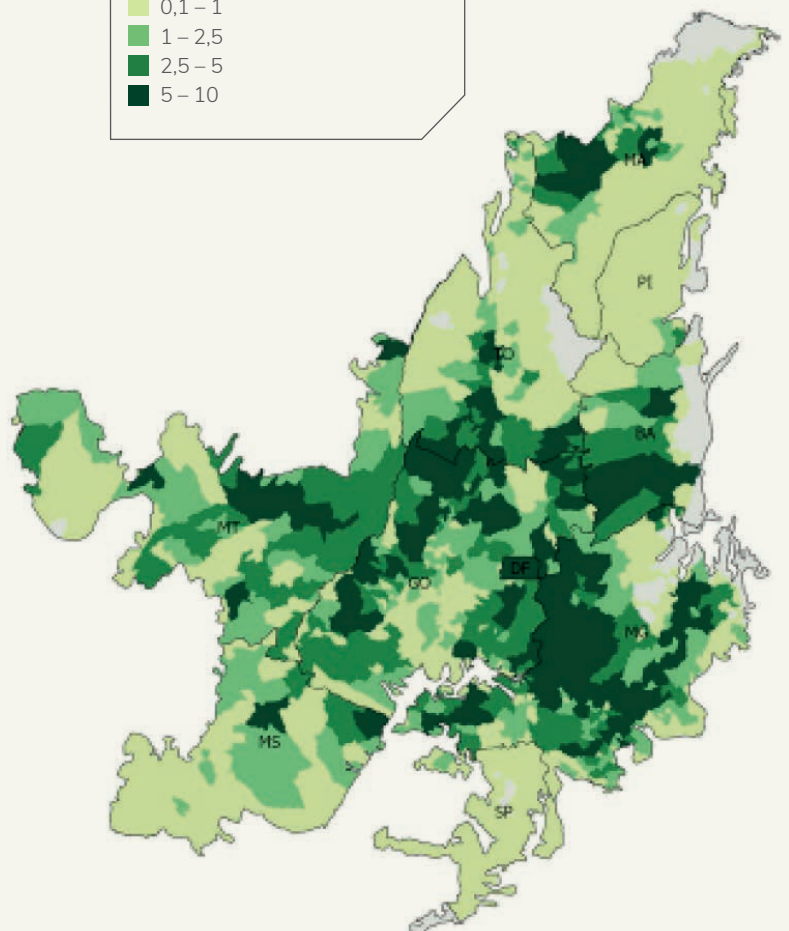 0,1 – 1
1 – 2,5
2,5 – 5
5 – 10
MA
PI
TO
BA
MT
DF
GO
MG
MS
SP